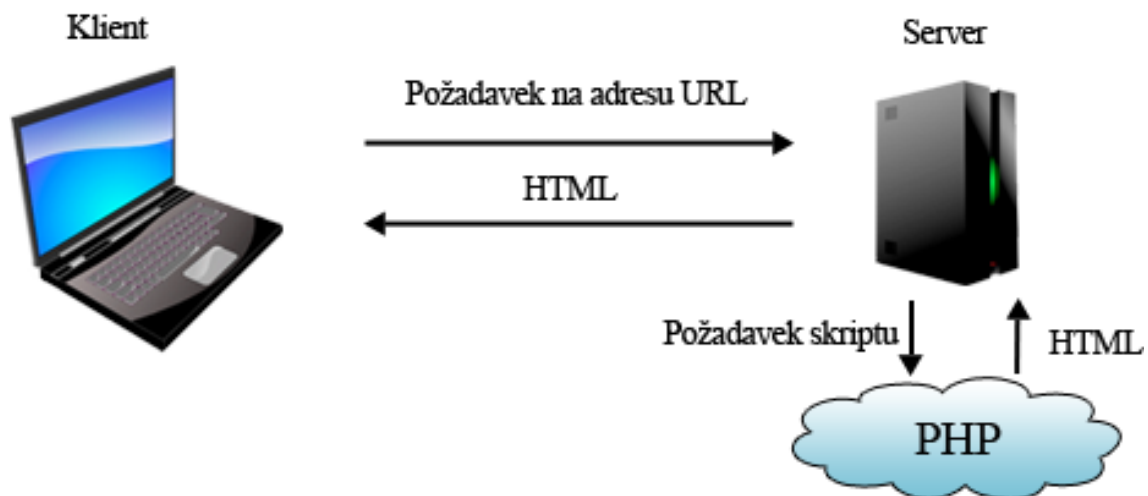 Klient
Server
Požadavek na adresu URL
HTML
Požadavek skriptu
HTML
PHP